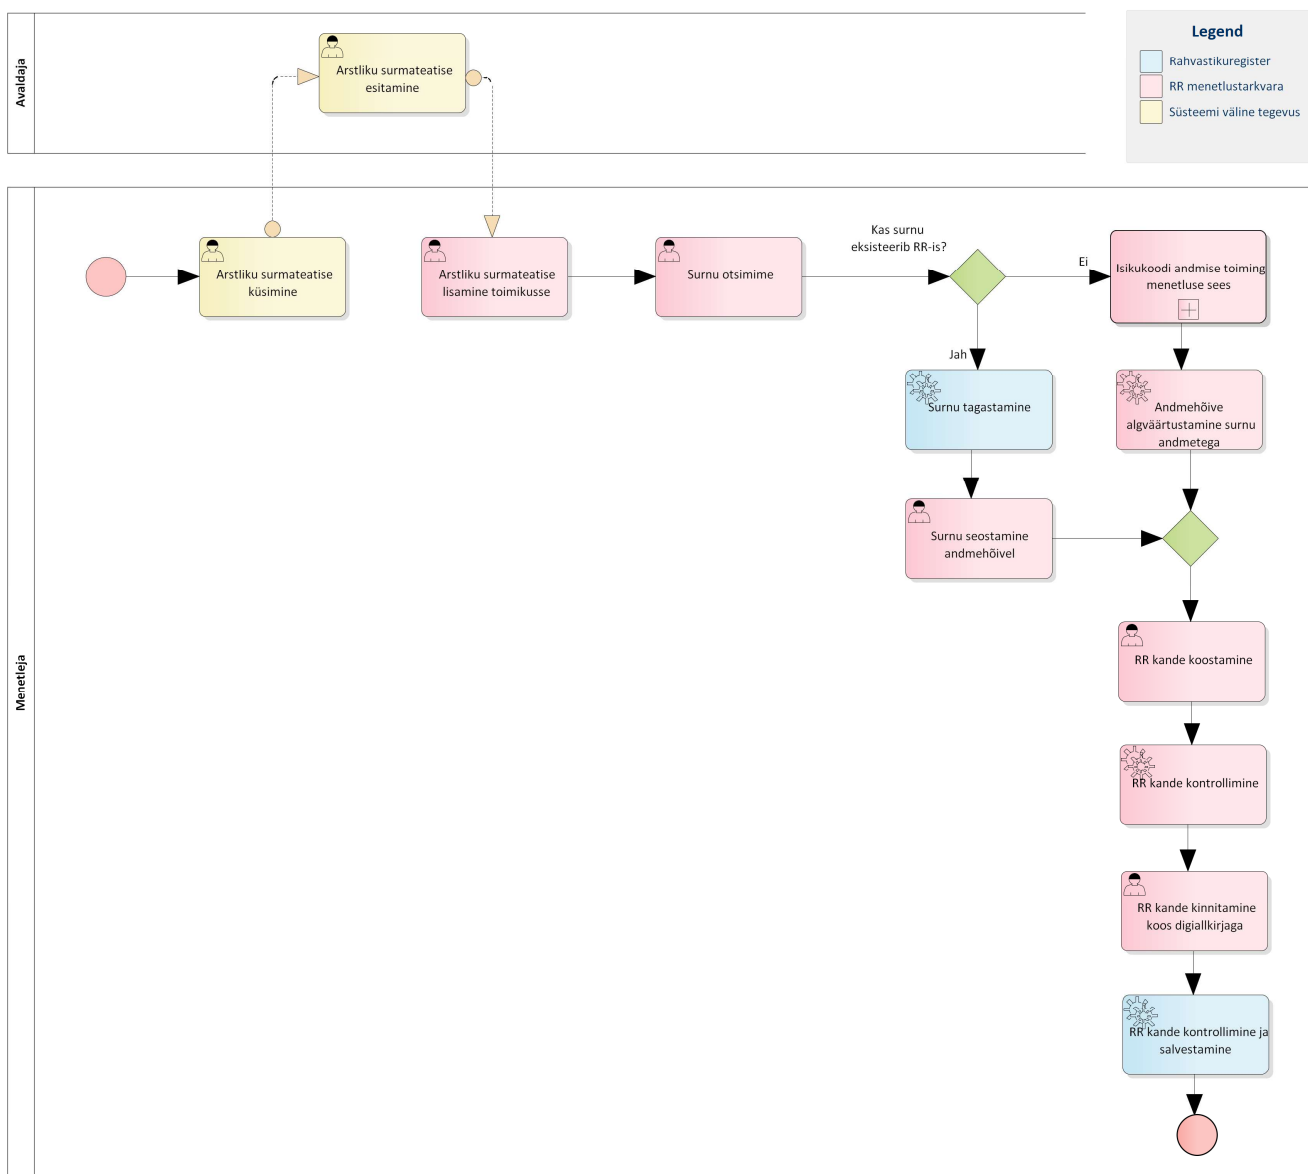 Avaldaja
Arstliku surmateatise
esitamine
Legend
Rahvastikuregister
RR menetlustarkvara
Süsteemi väline tegevus
Menetleja
Arstliku surmateatise
küsimine
Arstliku surmateatise
lisamine toimikusse
Surnu otsimime
Kas surnu
eksisteerib RR-is?
Ei
Isikukoodi andmise toiming
menetluse sees
Jah
Surnu tagastamine
Andmehõive
algväärtustamine surnu
andmetega
Surnu seostamine
andmehõivel
RR kande koostamine
RR kande kontrollimine
RR kande kinnitamine
koos digiallkirjaga
RR kande kontrollimine ja
salvestamine